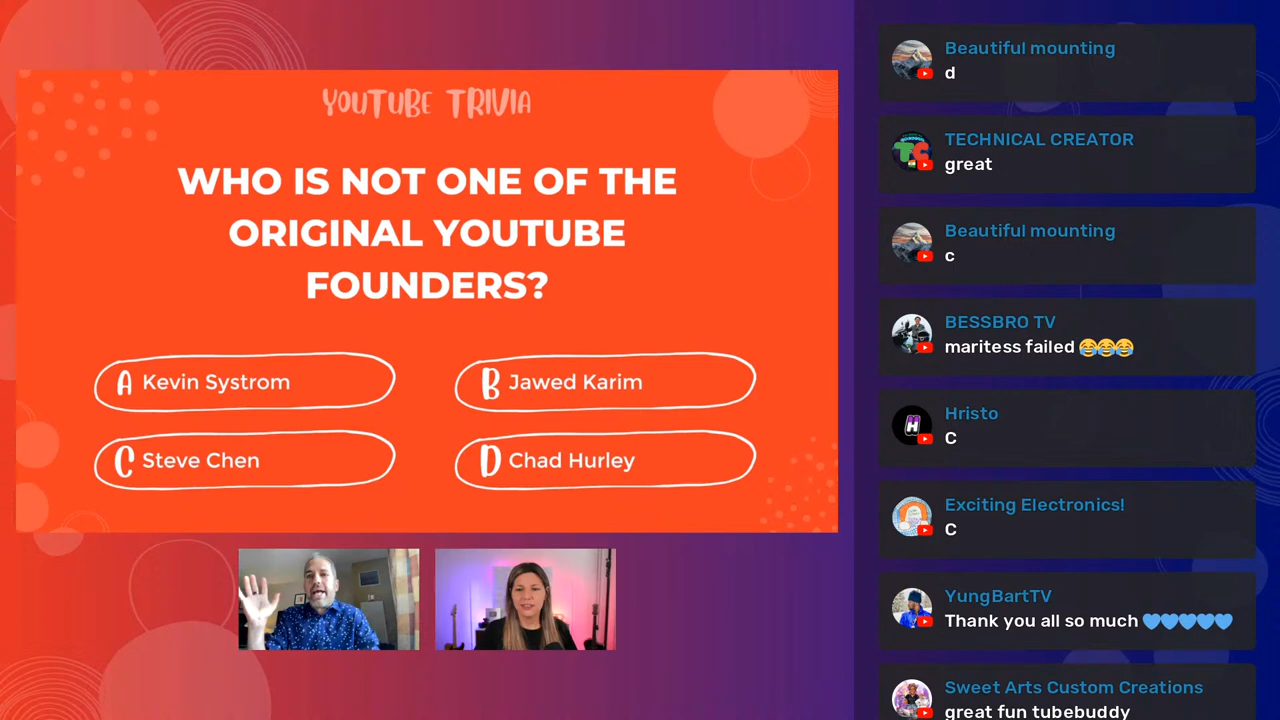 YOUTUBE TRIVIA
WHO IS NOT ONE OF THE
ORIGINAL YOUTUBE
FOUNDERS?
A Kevin Systrom
B Jawed Karim
C Steve Chen
D Chad Hurley
Beautiful mounting
d
TECHNICAL CREATOR
great
Beautiful mounting
c
BESSBRO TV
maritess failed 😂😂😂
Hristo
C
Exciting Electronics!
C
YungBartTV
Thank you all so much 💙💙💙💙💙
Sweet Arts Custom Creations
great fun tubebuddy